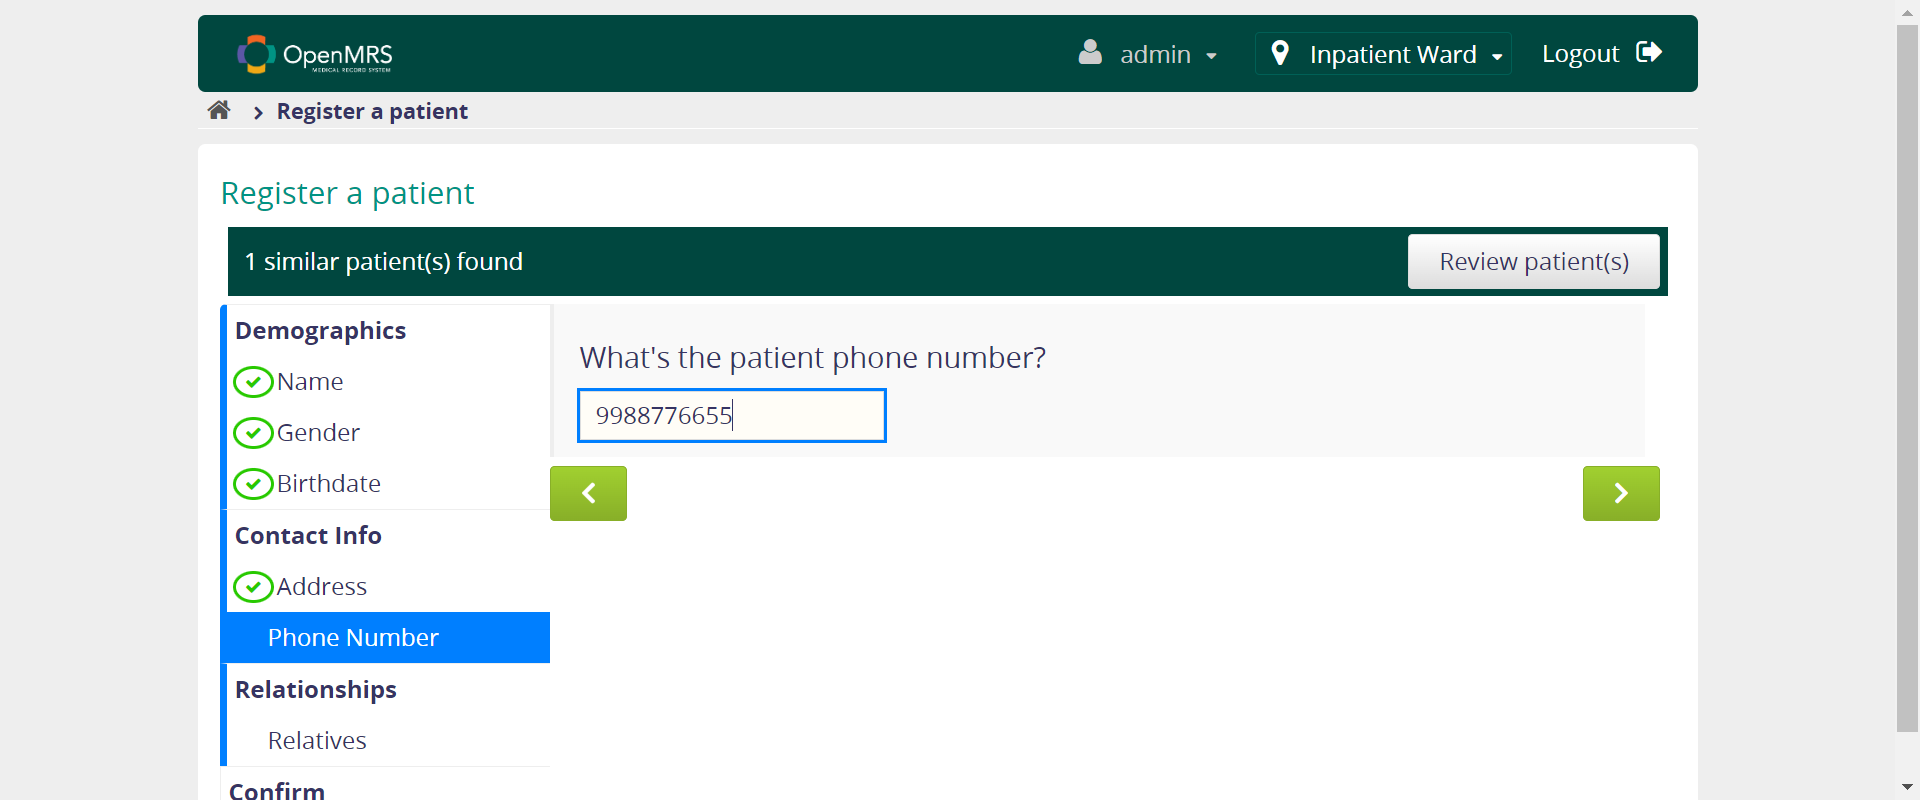 OpenMRS
MEDICAL RECORD SYSTEM
admin
Inpatient Ward
Logout
Register a patient
Register a patient
1 similar patient(s) found
Review patient(s)
Demographics
Name
Gender
Birthdate
Contact Info
Address
Phone Number
Relationships
Relatives
Confirm
What's the patient phone number?
9988776655